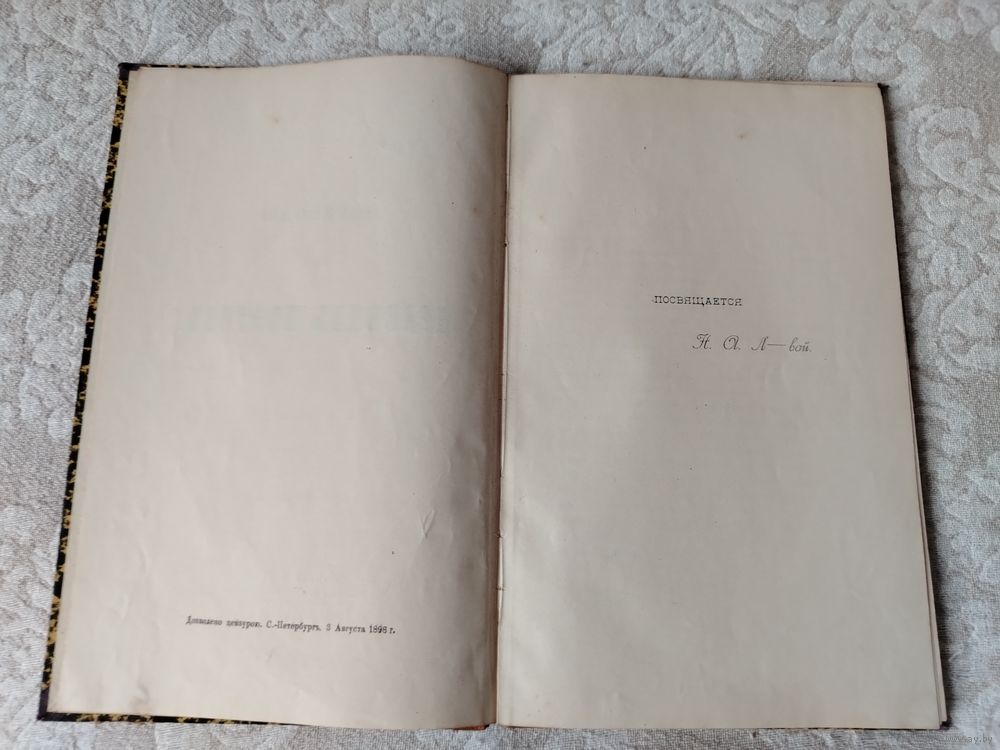 Дозволено цензурою. С.-Петербургъ, 3 Августа 1898 г.
ПОСВЯЩАЕТСЯ
Н. А. Л—вой.